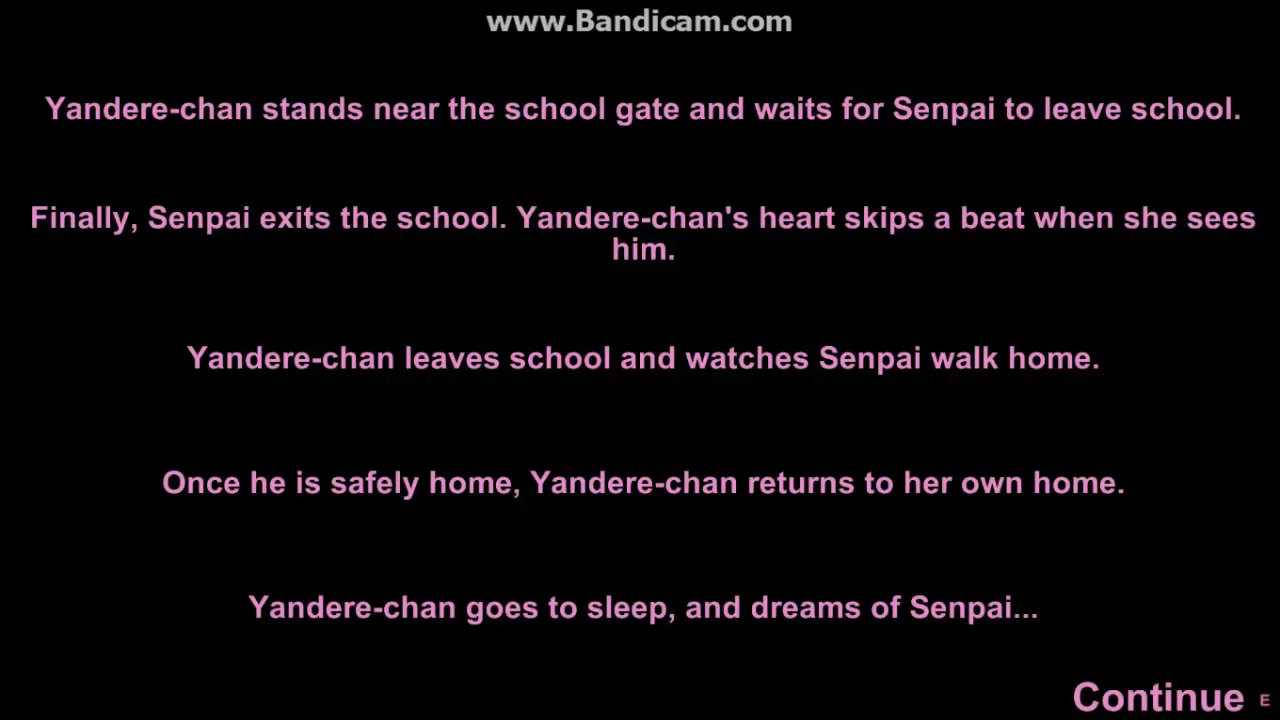 www.Bandicam.com
Yandere-chan stands near the school gate and waits for Senpai to leave school.
Finally, Senpai exits the school. Yandere-chan's heart skips a beat when she sees
him.
Yandere-chan leaves school and watches Senpai walk home.
Once he is safely home, Yandere-chan returns to her own home.
Yandere-chan goes to sleep, and dreams of Senpai...
Continue E